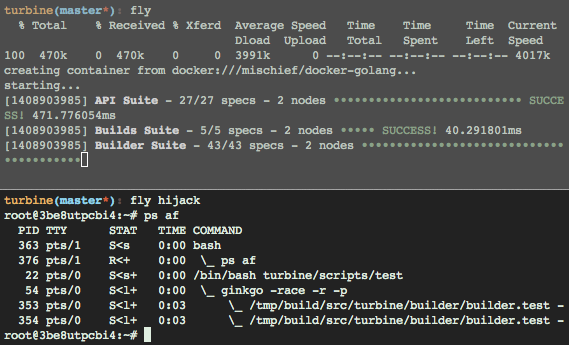 turbine(master*): fly
% Total % Received % Xferd Average Speed Time Time Time Current
Dload Upload Total Spent Left Speed
100 470k 0 470k 0 0 3991k 0 --:--:-- --:--:-- --:--:-- 4017k
creating container from docker:///mischief/docker-golang...
starting...
[1408903985] API Suite - 27/27 specs - 2 nodes ••••••••••••••••••••••••••• SUCCE
SS! 471.776054ms
[1408903985] Builds Suite - 5/5 specs - 2 nodes ••••• SUCCESS! 40.291801ms
[1408903985] Builder Suite - 43/43 specs - 2 nodes •••••••••••••••••••••••••••••
•••••••••••
turbine(master*): fly hijack
root@3be8utpcbi4:~# ps af
PID TTY STAT TIME COMMAND
363 pts/1 S<s 0:00 bash
376 pts/1 R<+ 0:00 \_ ps af
22 pts/0 S<s+ 0:00 /bin/bash turbine/scripts/test
54 pts/0 S<l+ 0:00 \_ ginkgo -race -r -p
353 pts/0 S<l+ 0:03 \_ /tmp/build/src/turbine/builder/builder.test -
354 pts/0 S<l+ 0:03 \_ /tmp/build/src/turbine/builder/builder.test -
root@3be8utpcbi4:~#